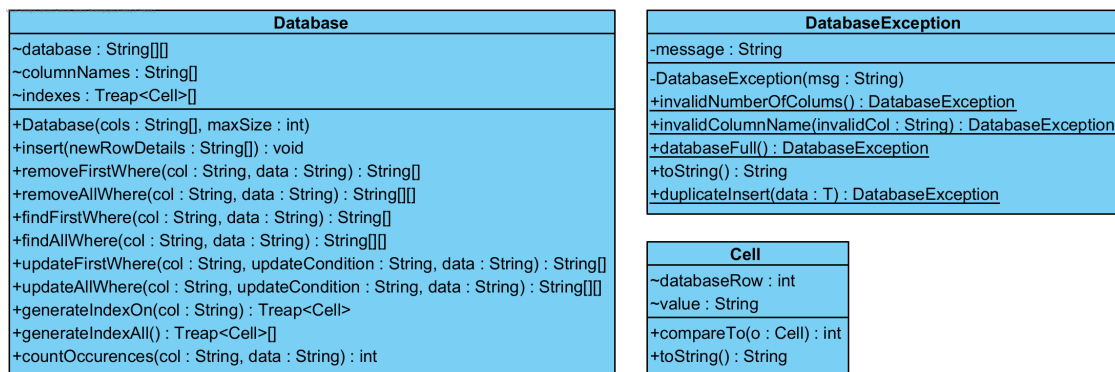 Database
~database : String[][]
~columnNames : String[]
~indexes : Treap<Cell>[]
+Database(cols : String[], maxSize : int)
+insert(newRowDetails : String[]) : void
+removeFirstWhere(col : String, data : String) : String[]
+removeAllWhere(col : String, data : String) : String[][]
+findFirstWhere(col : String, data : String) : String[]
+findAllWhere(col : String, data : String) : String[][]
+updateFirstWhere(col : String, updateCondition : String, data : String) : String[]
+updateAllWhere(col : String, updateCondition : String, data : String) : String[][]
+generateIndexOn(col : String) : Treap<Cell>
+generateIndexAll() : Treap<Cell>[]
+countOccurences(col : String, data : String) : int
DatabaseException
-message : String
-DatabaseException(msg : String)
+invalidNumberOfColums() : DatabaseException
+invalidColumnName(invalidCol : String) : DatabaseException
+databaseFull() : DatabaseException
+toString() : String
+duplicateInsert(data : T) : DatabaseException
Cell
~databaseRow : int
~value : String
+compareTo(o : Cell) : int
+toString() : String